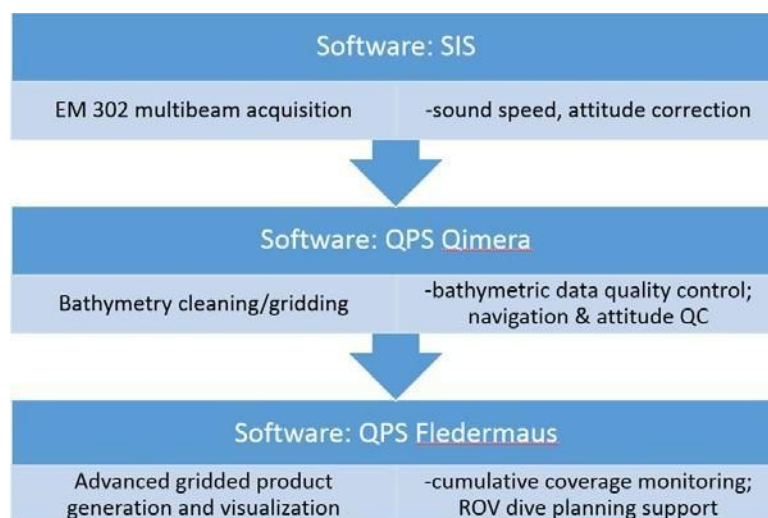 Software: SIS
EM 302 multibeam acquisition
-sound speed, attitude correction
Software: QPS Qimera
Bathymetry cleaning/gridding
-bathymetric data quality control;
navigation & attitude QC
Software: QPS Fledermaus
Advanced gridded product
generation and visualization
-cumulative coverage monitoring;
ROV dive planning support